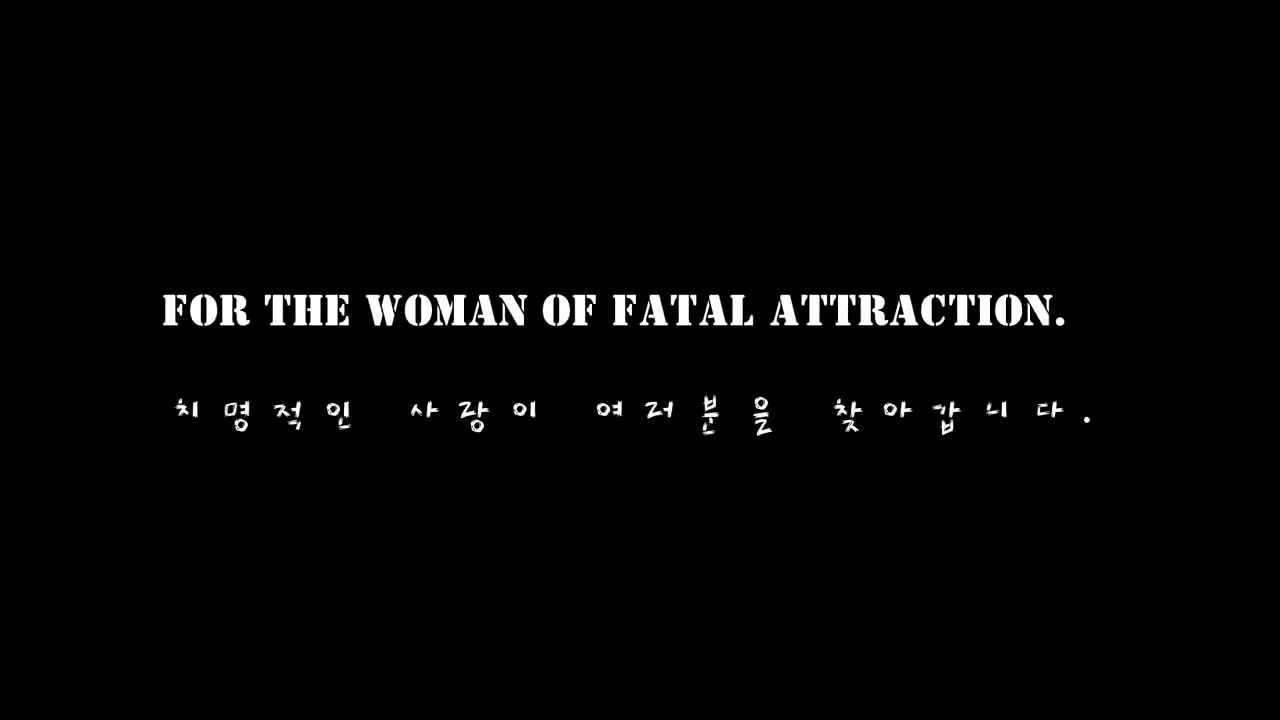 FOR THE WOMAN OF FATAL ATTRACTION.
치명적인 사랑이 여러분을 찾아갑니다.